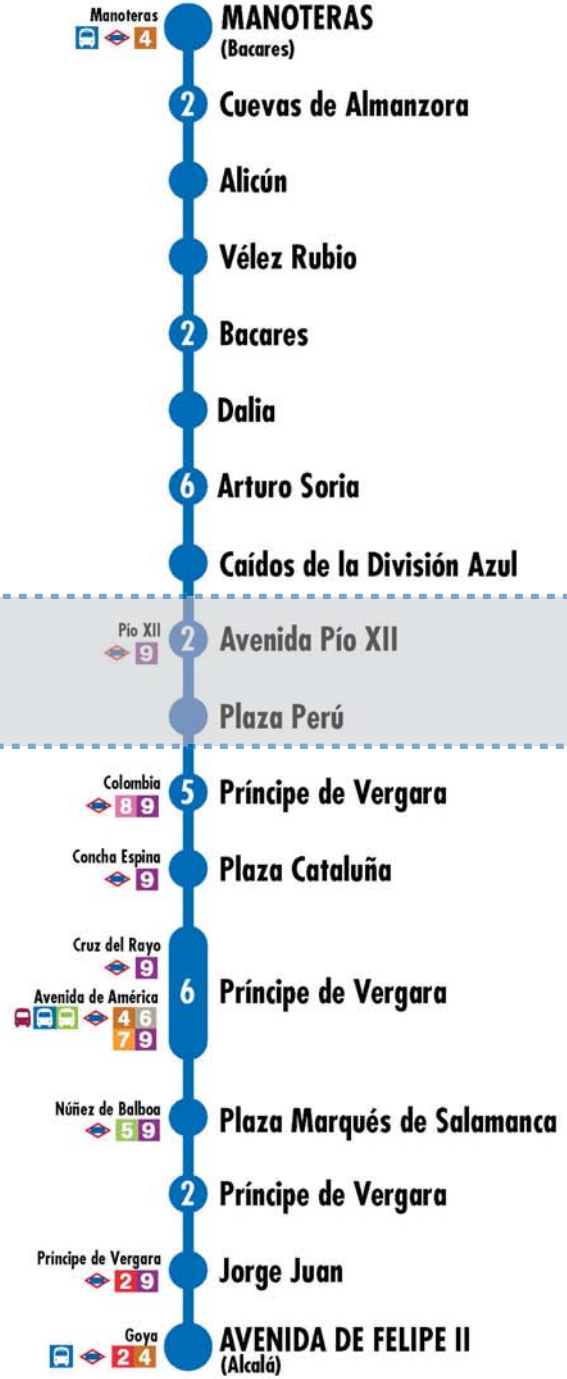 Manoteras
4
MANOTERAS
(Bacares)
2 Cuevas de Almanzora
Alicún
Vélez Rubio
2 Bacares
Dalia
6 Arturo Soria
Caídos de la División Azul
Pío XII
9
2 Avenida Pío XII
Plaza Perú
Colombia
8 9
5 Príncipe de Vergara
Concha Espina
9
Plaza Cataluña
Cruz del Rayo
9
Avenida de América
4 6
7 9
6 Príncipe de Vergara
Núñez de Balboa
5 9
Plaza Marqués de Salamanca
2 Príncipe de Vergara
Príncipe de Vergara
2 9
Jorge Juan
Goya
2 4
AVENIDA DE FELIPE II
(Alcalá)